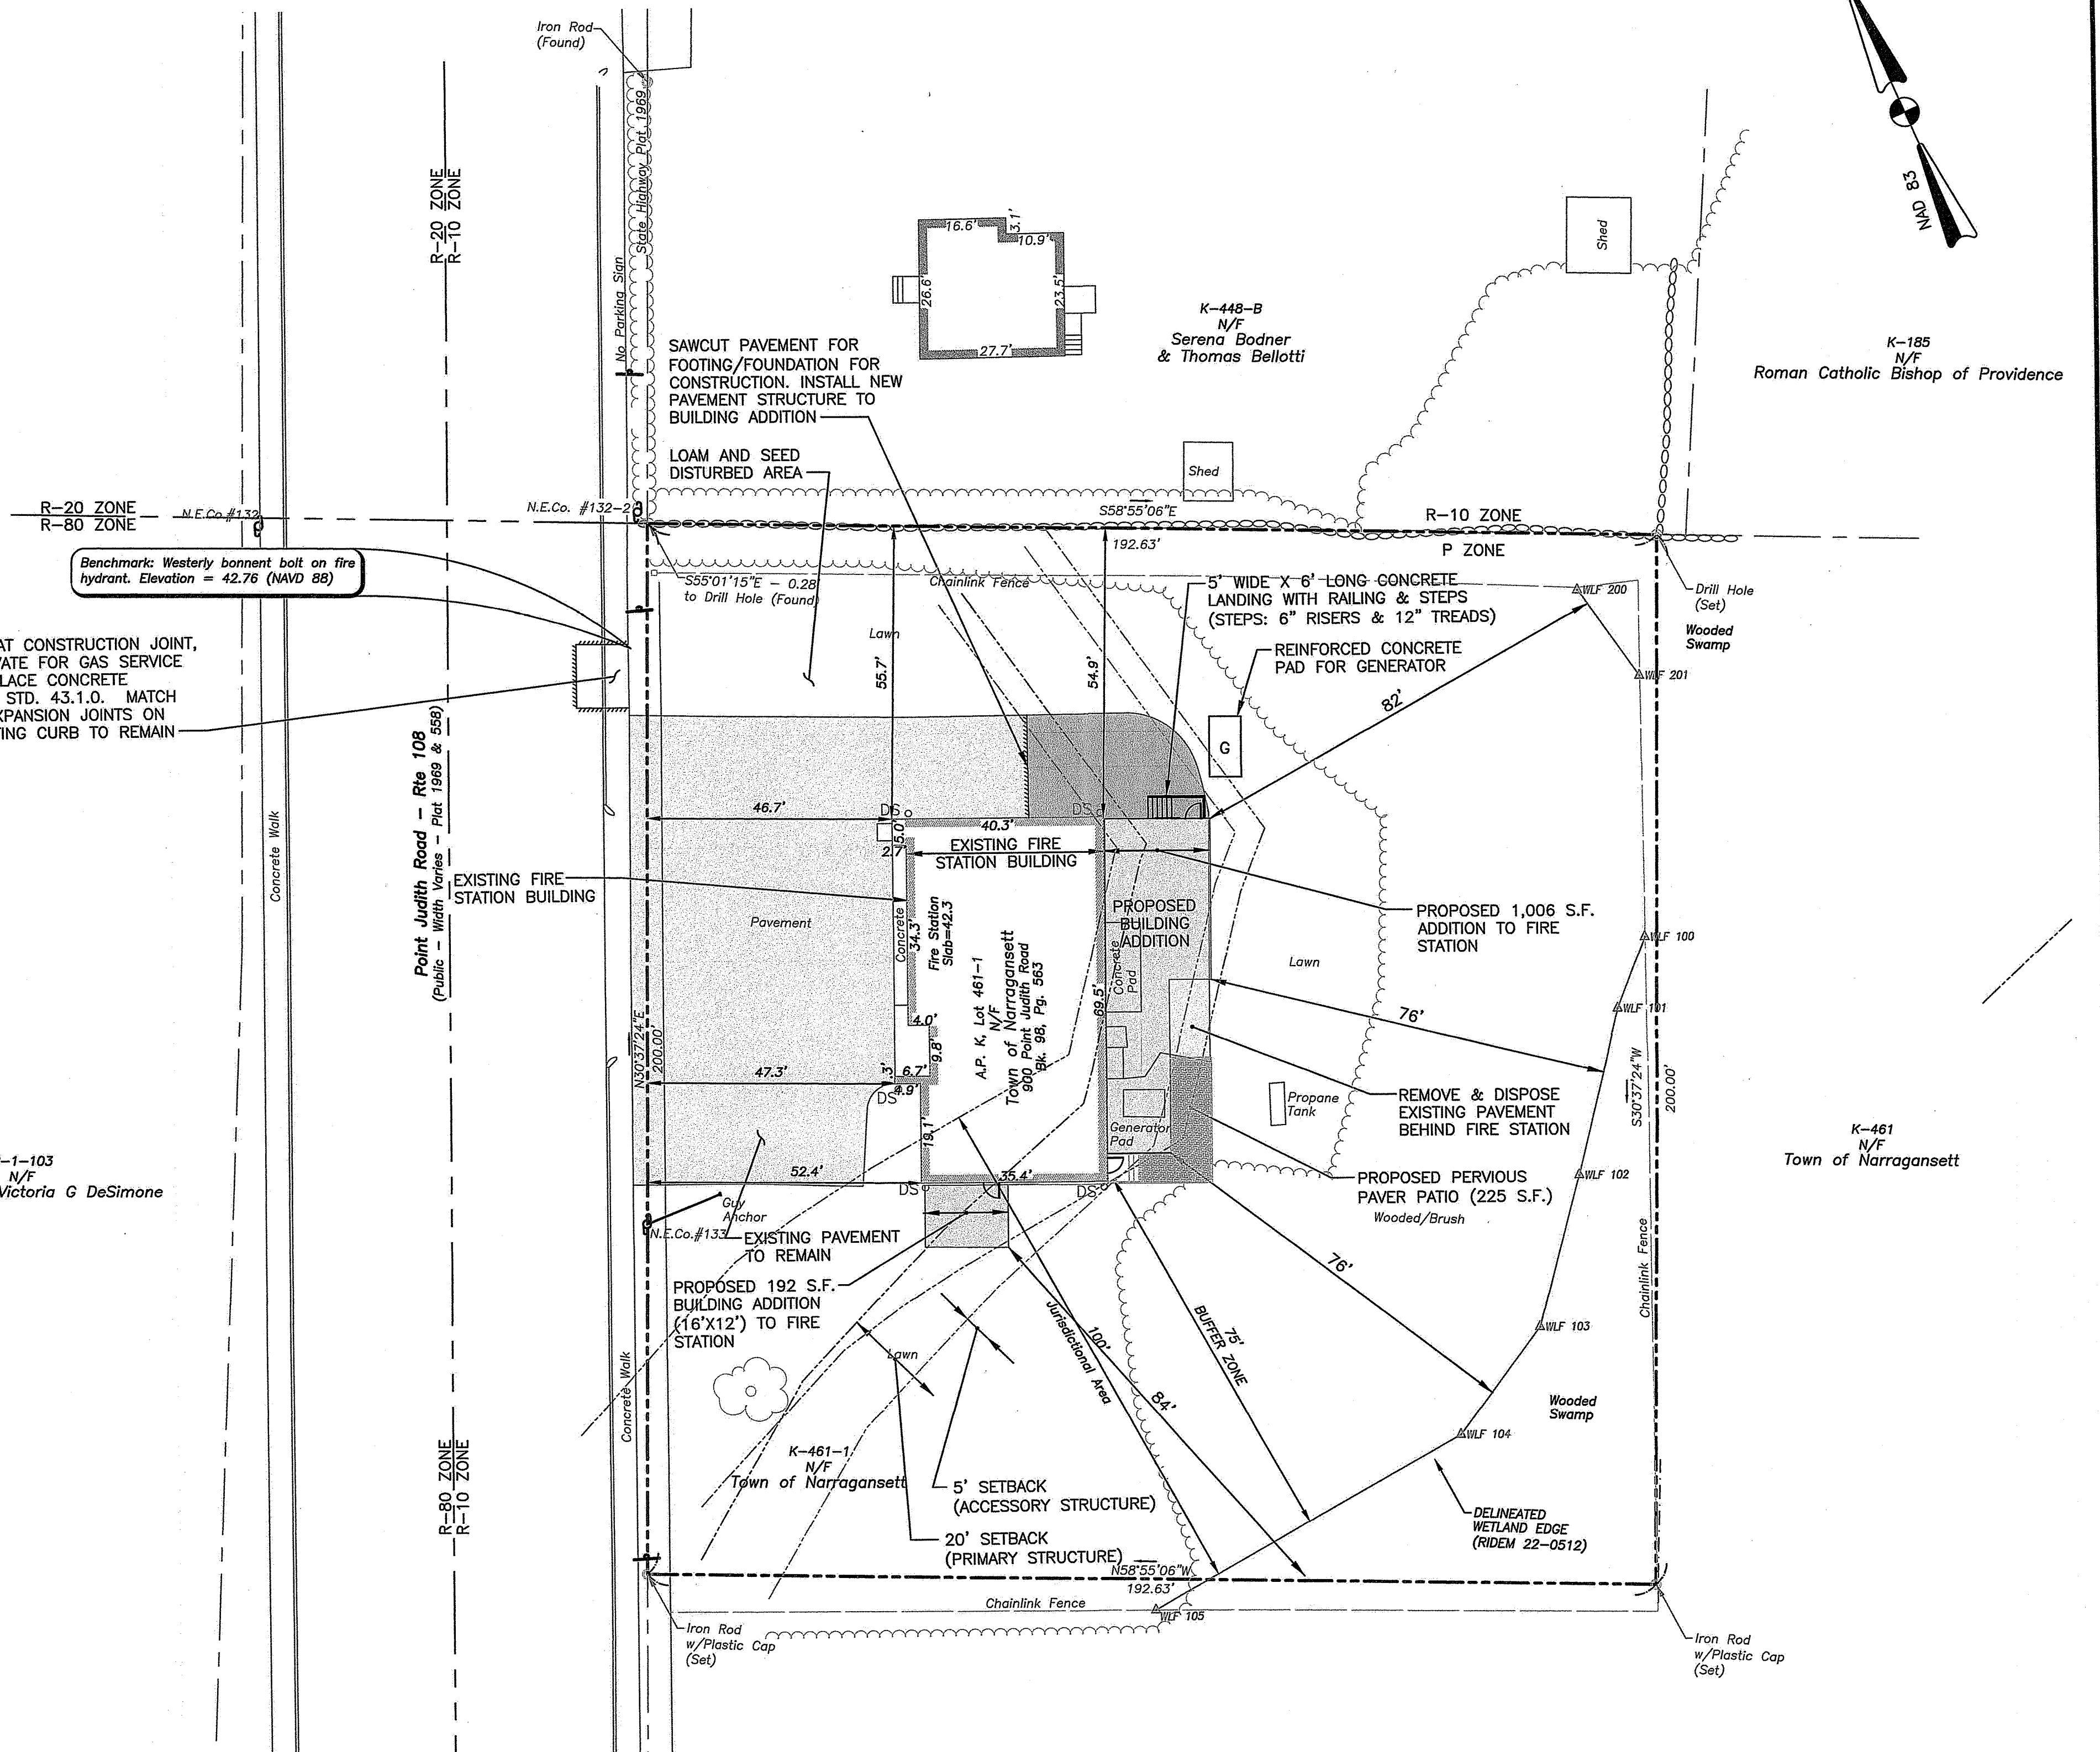 Iron Rod
(Found)
State Highway Plat 1969
No Parking Sign
R-20 ZONE
R-10 ZONE
NAD 83
16.6'
3.1'
10.9'
26.6'
23.5'
27.7'
Shed
K-448-B
N/F
Serena Bodner
& Thomas Bellotti
K-185
N/F
Roman Catholic Bishop of Providence
SAWCUT PAVEMENT FOR
FOOTING/FOUNDATION FOR
CONSTRUCTION. INSTALL NEW
PAVEMENT STRUCTURE TO
BUILDING ADDITION
LOAM AND SEED
DISTURBED AREA
Shed
R-20 ZONE
R-80 ZONE
N.E.Co. #132
N.E.Co. #132-2
S58°55'06"E
192.63'
R-10 ZONE
P ZONE
Benchmark: Westerly bonnent bolt on fire
hydrant. Elevation = 42.76 (NAVD 88)
S55°01'15"E - 0.28
to Drill Hole (Found)
Chainlink Fence
5' WIDE X 6' LONG CONCRETE
LANDING WITH RAILING & STEPS
(STEPS: 6" RISERS & 12" TREADS)
WLF 200
Drill Hole
(Set)
Wooded
Swamp
AT CONSTRUCTION JOINT,
VATE FOR GAS SERVICE
LACE CONCRETE
STD. 43.1.0. MATCH
XPANSION JOINTS ON
TING CURB TO REMAIN
Lawn
REINFORCED CONCRETE
PAD FOR GENERATOR
WLF 201
55.7'
54.9'
82'
G
Point Judith Road - Rte 108
(Public - Width Varies - Plat 1969 & 558)
Concrete Walk
46.7'
DS
DS
40.3'
5.0'
2.7'
EXISTING FIRE
STATION BUILDING
EXISTING FIRE
STATION BUILDING
Pavement
Concrete
34.3'
Fire Station
Slab=42.3
PROPOSED
BUILDING
ADDITION
PROPOSED 1,006 S.F.
ADDITION TO FIRE
STATION
WLF 100
Lawn
Concrete
Pad
A.P. K, Lot 461-1
N/F
Town of Narragansett
900 Point Judith Road
Bk. 98, Pg. 563
69.5'
76'
WLF 101
N30°37'24"E
200.00'
4.0'
9.8'
.3'
6.7'
4.9'
47.3'
DS
19.1'
S30°37'24"W
200.00'
Propane
Tank
REMOVE & DISPOSE
EXISTING PAVEMENT
BEHIND FIRE STATION
Generator
Pad
K-461
N/F
Town of Narragansett
-1-103
N/F
Victoria G DeSimone
52.4'
35.4'
DS
DS
PROPOSED PERVIOUS
PAVER PATIO (225 S.F.)
Wooded/Brush
WLF 102
Guy
Anchor
N.E.Co.#133
EXISTING PAVEMENT
TO REMAIN
PROPOSED 192 S.F.
BUILDING ADDITION
(16'X12') TO FIRE
STATION
76'
Chainlink Fence
WLF 103
Jurisdictional Area
100'
75'
BUFFER ZONE
84'
Lawn
Concrete Walk
Wooded
Swamp
WLF 104
R-80 ZONE
R-10 ZONE
K-461-1
N/F
Town of Narragansett
5' SETBACK
(ACCESSORY STRUCTURE)
20' SETBACK
(PRIMARY STRUCTURE)
DELINEATED
WETLAND EDGE
(RIDEM 22-0512)
N58°55'06"W
192.63'
Chainlink Fence
WLF 105
Iron Rod
w/Plastic Cap
(Set)
Iron Rod
w/Plastic Cap
(Set)